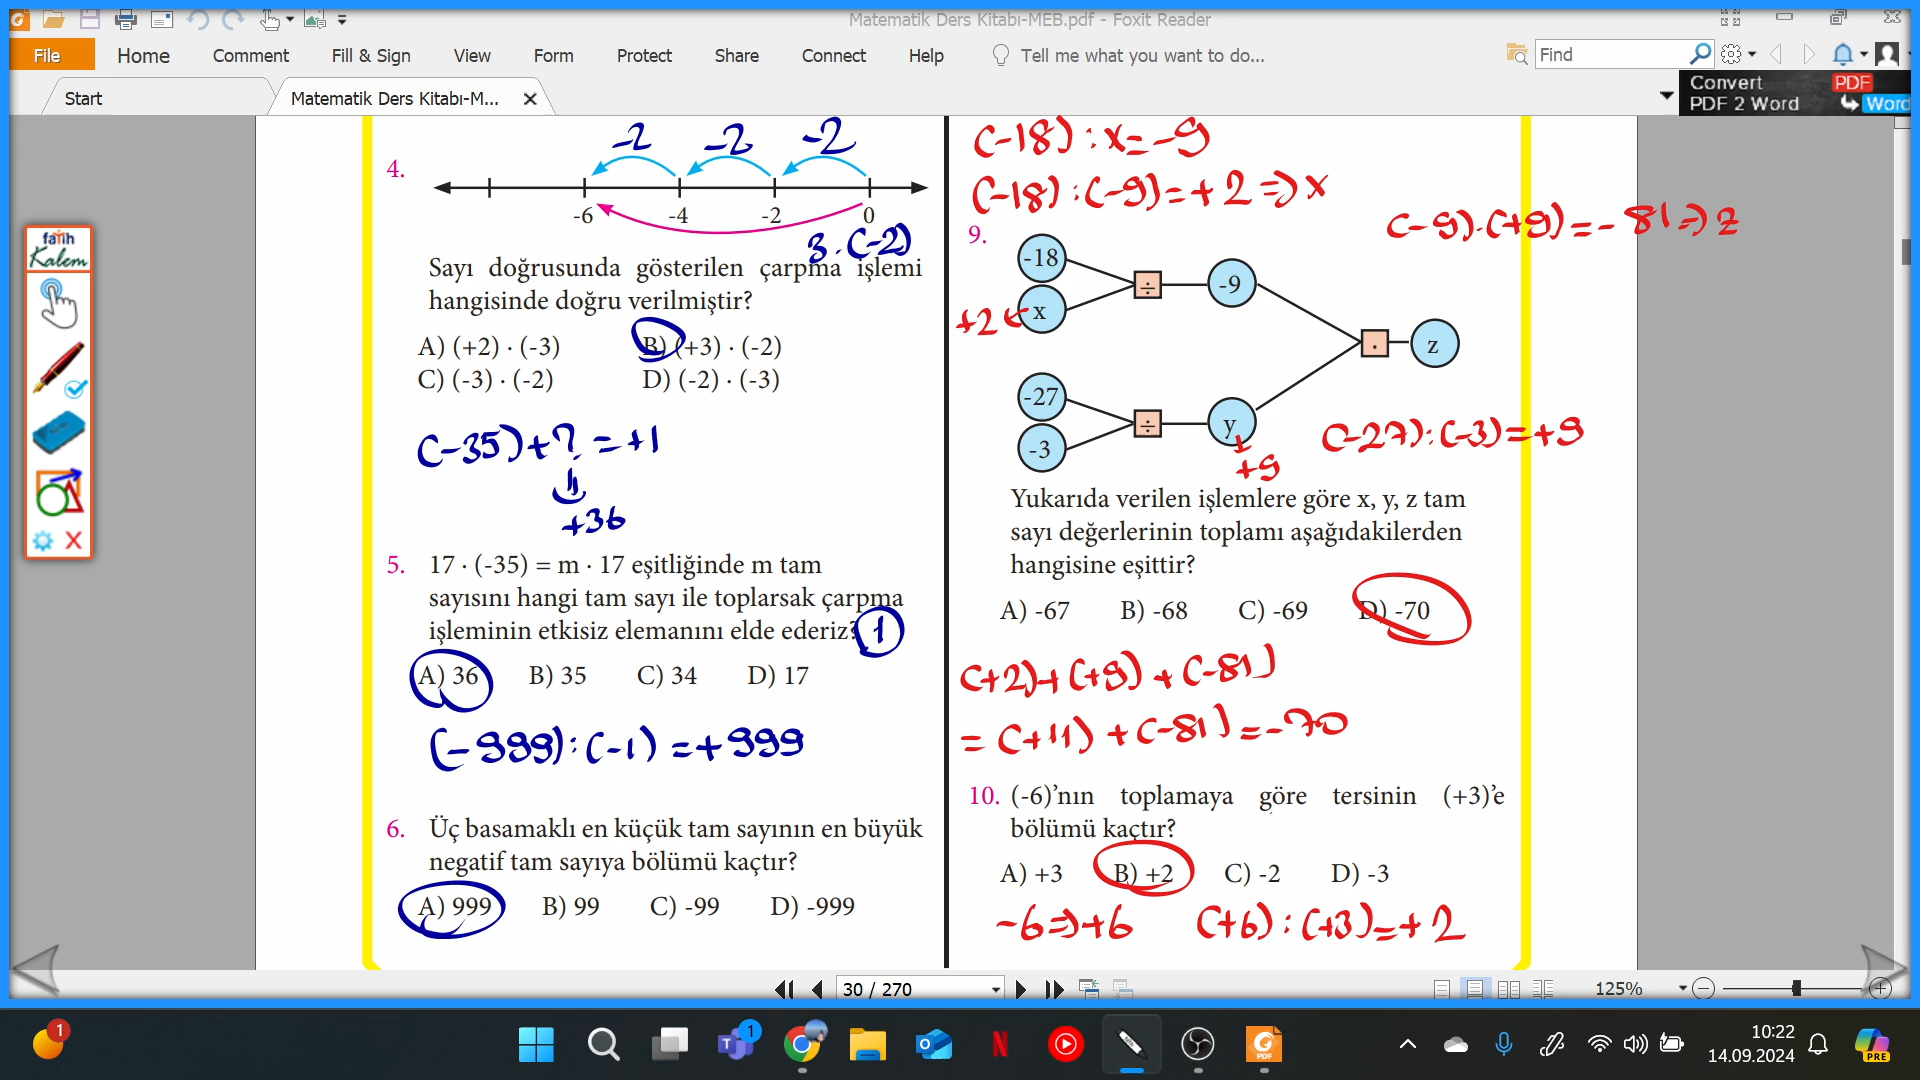 Matematik Ders Kitabı-MEB.pdf - Foxit Reader
File Home Comment Fill & Sign View Form Protect Share Connect Help Tell me what you want to do... Find
Start Matematik Ders Kitabı-M...
Convert PDF
PDF 2 Word Word
fatih
Kalem
-2 -2 -2
4.
-6 -4 -2 0
3 . (-2)
Sayı doğrusunda gösterilen çarpma işlemi
hangisinde doğru verilmiştir?
A) (+2) · (-3) B) (+3) · (-2)
C) (-3) · (-2) D) (-2) · (-3)
(-35)+? = +1
+36
5. 17 · (-35) = m · 17 eşitliğinde m tam
sayısını hangi tam sayı ile toplarsak çarpma
işleminin etkisiz elemanını elde ederiz? 1
A) 36 B) 35 C) 34 D) 17
(-999) : (-1) = +999
6. Üç basamaklı en küçük tam sayının en büyük
negatif tam sayıya bölümü kaçtır?
A) 999 B) 99 C) -99 D) -999
(-18) : x = -9
(-18) : (-9) = +2 => x
(-9) . (+9) = -81 => z
9.
-18
÷ -9
+2 x
. z
-27
÷ y
-3
+9
(-27) : (-3) = +9
Yukarıda verilen işlemlere göre x, y, z tam
sayı değerlerinin toplamı aşağıdakilerden
hangisine eşittir?
A) -67 B) -68 C) -69 D) -70
(+2)+(+9)+(-81)
= (+11) + (-81) = -70
10. (-6)’nın toplamaya göre tersinin (+3)’e
bölümü kaçtır?
A) +3 B) +2 C) -2 D) -3
-6 => +6 (+6) : (+3) = +2
30 / 270 125%
1 1 PDF 10:22
14.09.2024 PRE